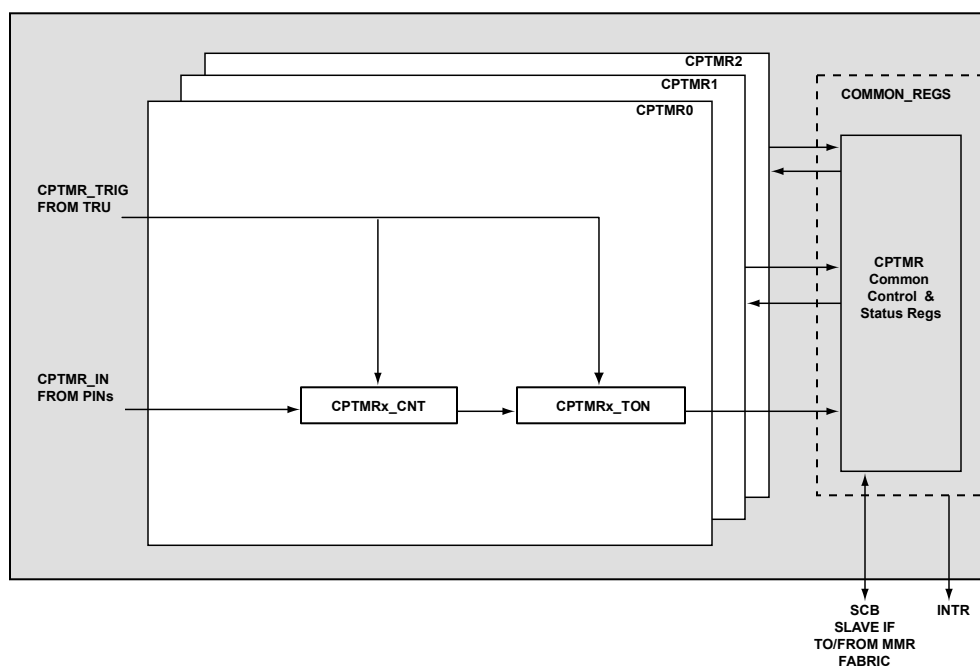 CPTMR2
CPTMR1
CPTMR0
COMMON_REGS
CPTMR_TRIG
FROM TRU
CPTMR
Common
Control &
Status Regs
CPTMR_IN
FROM PINs
CPTMRx_CNT
CPTMRx_TON
SCB
SLAVE IF
TO/FROM MMR
FABRIC
INTR